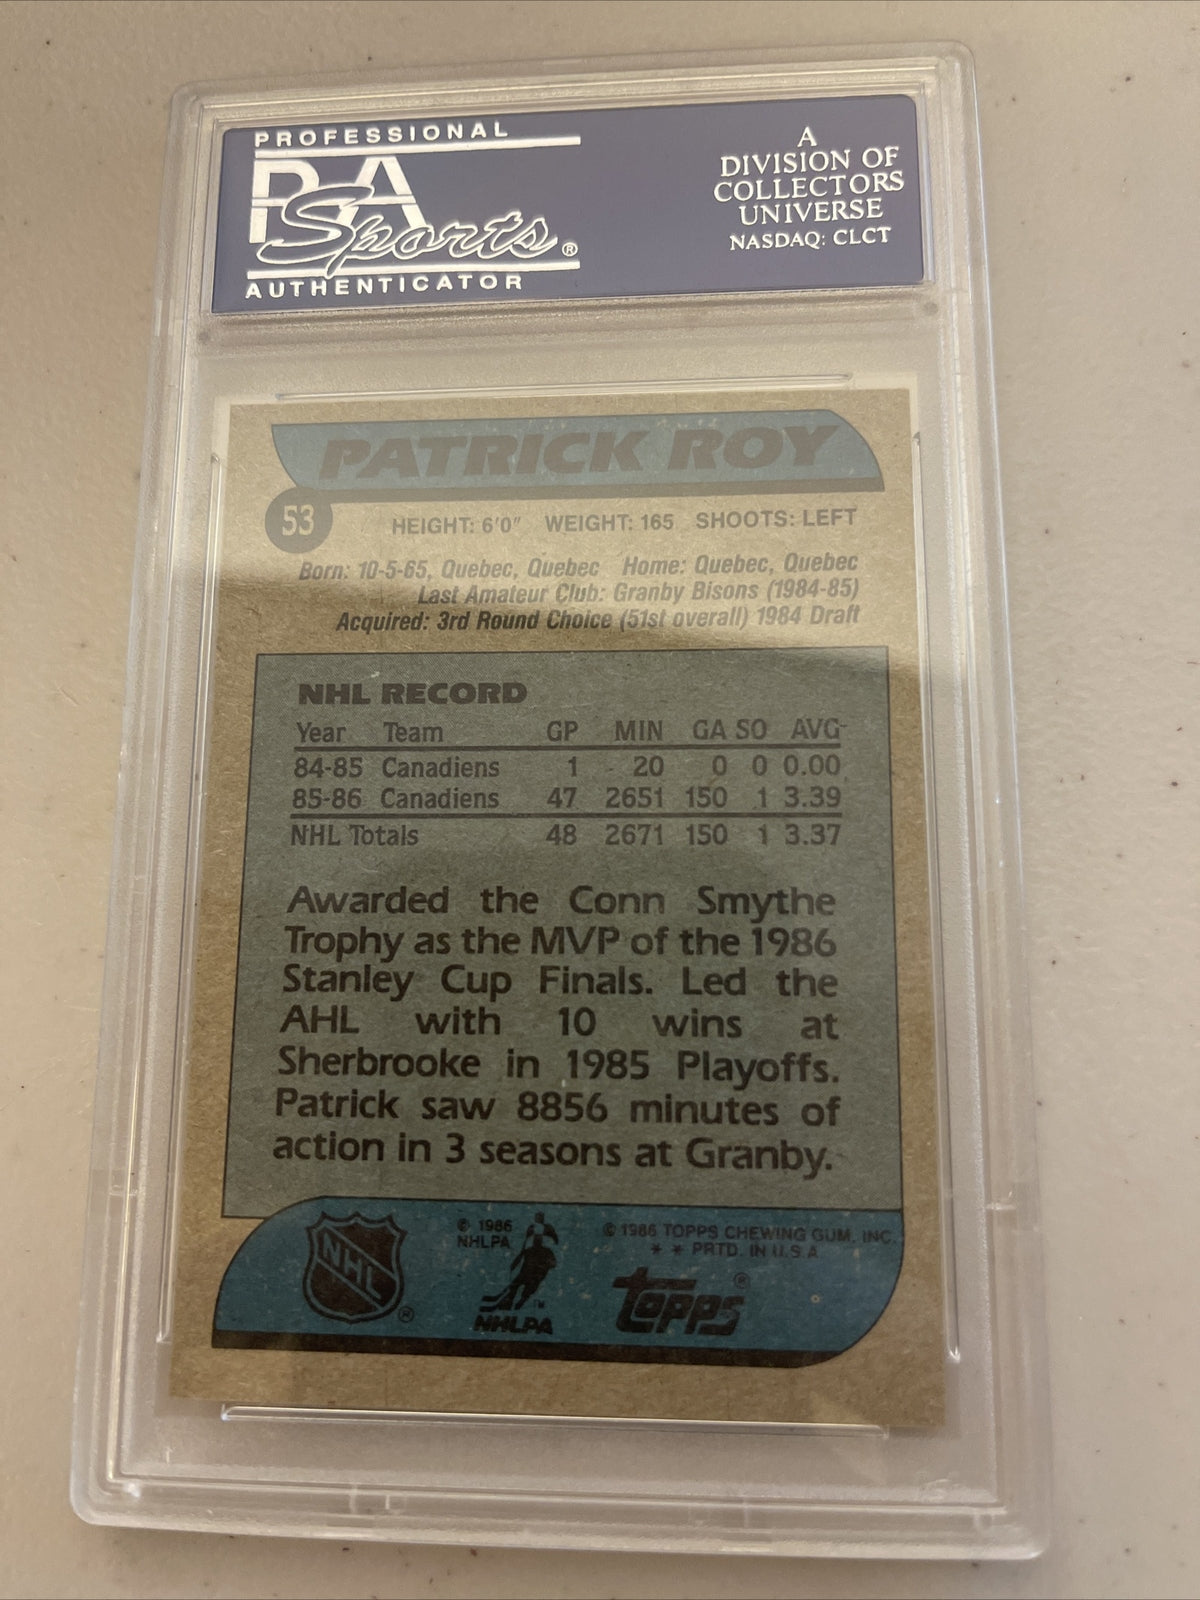 PROFESSIONAL
PSA
Sports®
AUTHENTICATOR
A
DIVISION OF
COLLECTORS
UNIVERSE
NASDAQ: CLCT
PATRICK ROY
53
HEIGHT: 6'0" WEIGHT: 165 SHOOTS: LEFT
Born: 10-5-65, Quebec, Quebec Home: Quebec, Quebec
Last Amateur Club: Granby Bisons (1984-85)
Acquired: 3rd Round Choice (51st overall) 1984 Draft
NHL RECORD
Year Team GP MIN GA SO AVG
84-85 Canadiens 1 20 0 0 0.00
85-86 Canadiens 47 2651 150 1 3.39
NHL Totals 48 2671 150 1 3.37
Awarded the Conn Smythe
Trophy as the MVP of the 1986
Stanley Cup Finals. Led the
AHL with 10 wins at
Sherbrooke in 1985 Playoffs.
Patrick saw 8856 minutes of
action in 3 seasons at Granby.
NHL ®
© 1986
NHLPA
TM
NHLPA
© 1986 TOPPS CHEWING GUM, INC.
* * PRTD. IN U.S.A
topps ®